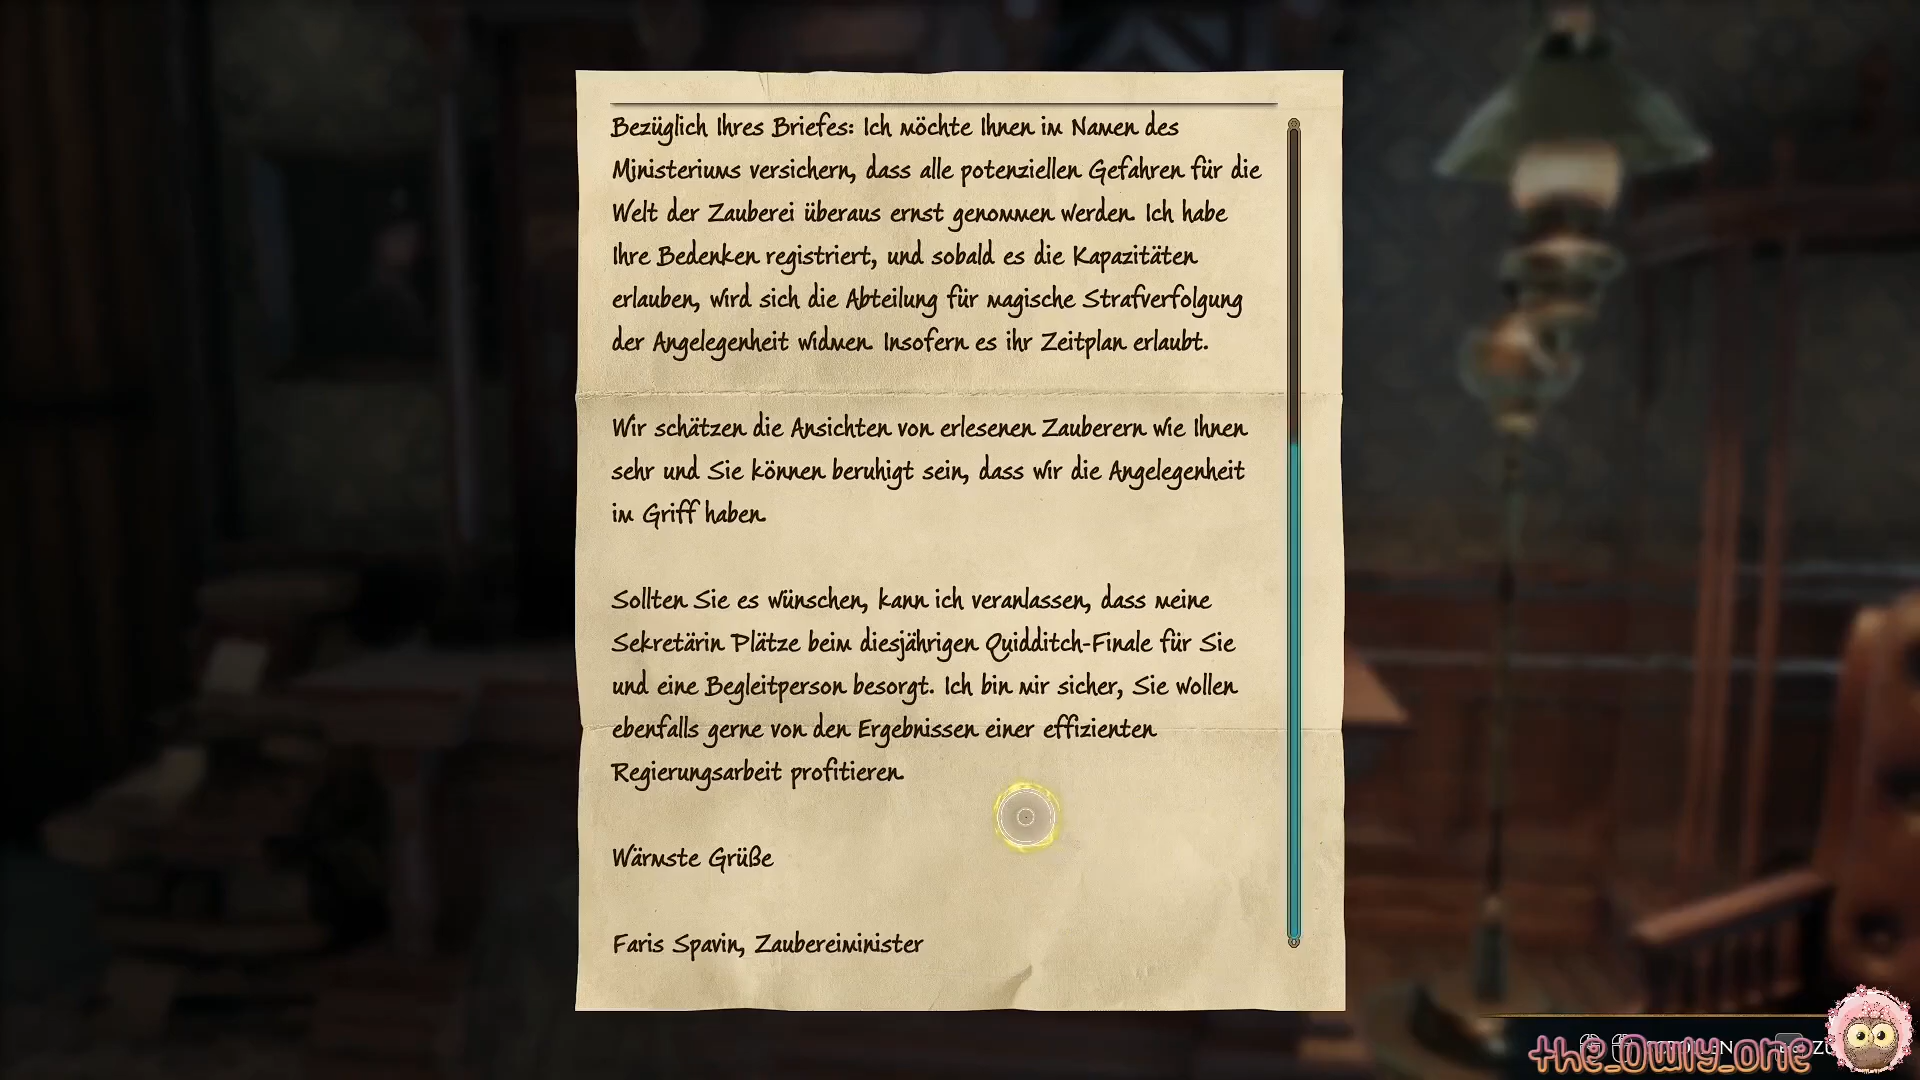 Bezüglich Ihres Briefes: Ich möchte Ihnen im Namen des
Ministeriums versichern, dass alle potenziellen Gefahren für die
Welt der Zauberei überaus ernst genommen werden. Ich habe
Ihre Bedenken registriert, und sobald es die Kapazitäten
erlauben, wird sich die Abteilung für magische Strafverfolgung
der Angelegenheit widmen. Insofern es ihr Zeitplan erlaubt.
Wir schätzen die Ansichten von erlesenen Zauberern wie Ihnen
sehr und Sie können beruhigt sein, dass wir die Angelegenheit
im Griff haben.
Sollten Sie es wünschen, kann ich veranlassen, dass meine
Sekretärin Plätze beim diesjährigen Quidditch-Finale für Sie
und eine Begleitperson besorgt. Ich bin mir sicher, Sie wollen
ebenfalls gerne von den Ergebnissen einer effizienten
Regierungsarbeit profitieren.
Wärmste Grüße
Faris Spavin, Zaubereiminister
the_Owly_one